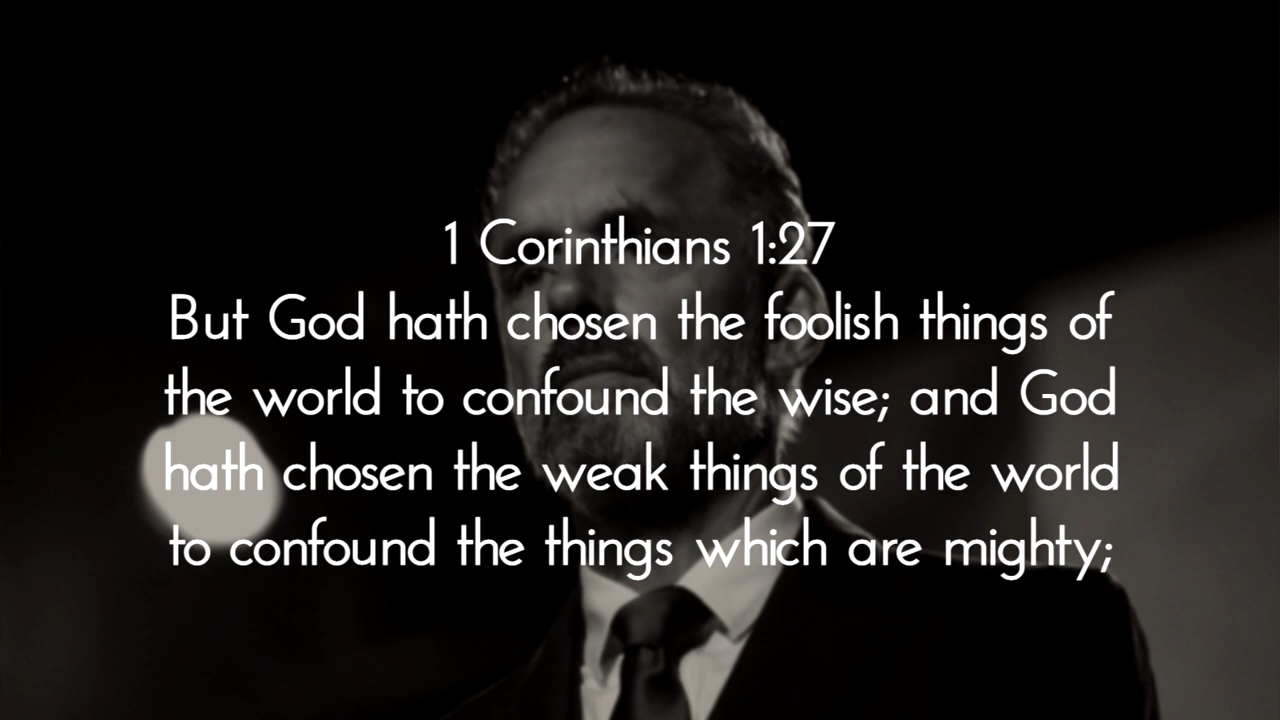 1 Corinthians 1:27
But God hath chosen the foolish things of
the world to confound the wise; and God
hath chosen the weak things of the world
to confound the things which are mighty;